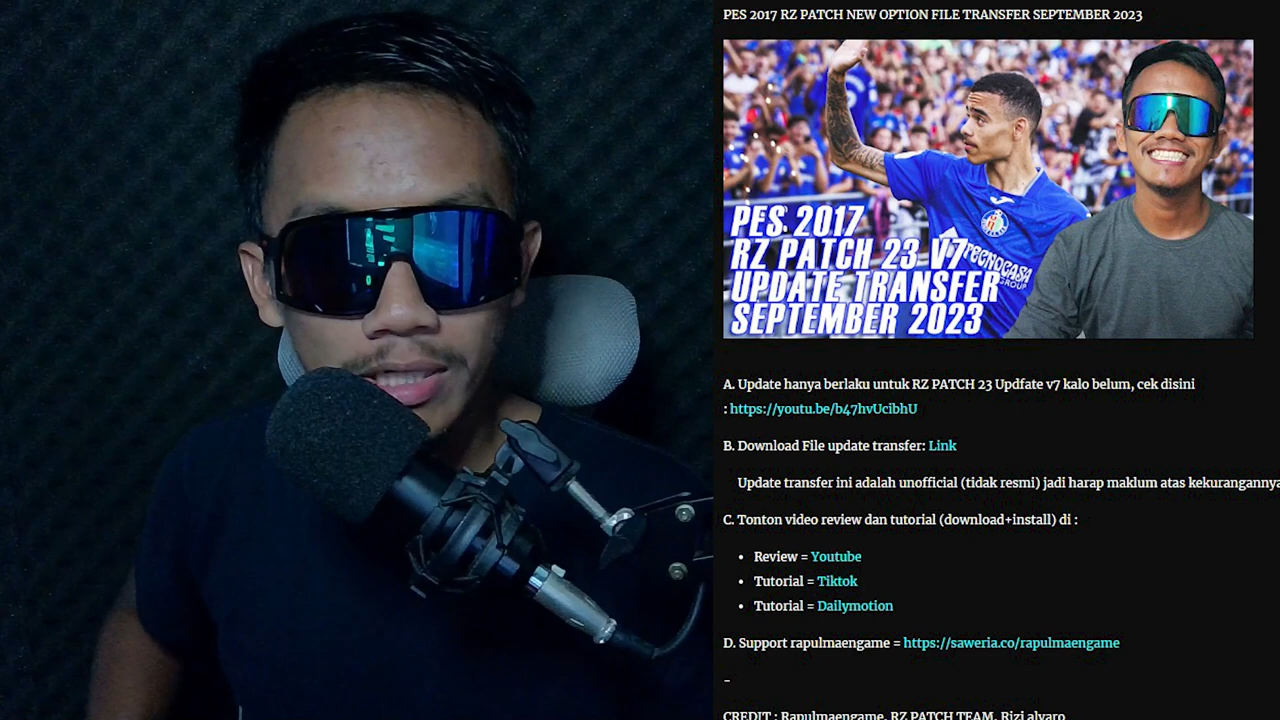 PES 2017 RZ PATCH NEW OPTION FILE TRANSFER SEPTEMBER 2023
PES 2017
RZ PATCH 23 V7
UPDATE TRANSFER
SEPTEMBER 2023
TECNOCASA
GROUP
A. Update hanya berlaku untuk RZ PATCH 23 Updfate v7 kalo belum, cek disini
: https://youtu.be/b47hvUcibhU
B. Download File update transfer: Link
Update transfer ini adalah unofficial (tidak resmi) jadi harap maklum atas kekurangannya
C. Tonton video review dan tutorial (download+install) di :
• Review = Youtube
• Tutorial = Tiktok
• Tutorial = Dailymotion
D. Support rapulmaengame = https://saweria.co/rapulmaengame
–
CREDIT : Rapulmaengame, RZ PATCH TEAM, Rizi alvaro